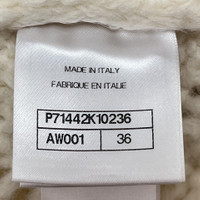 MADE IN ITALY
FABRIQUE EN ITALIE
P71442K10236
AW001 36